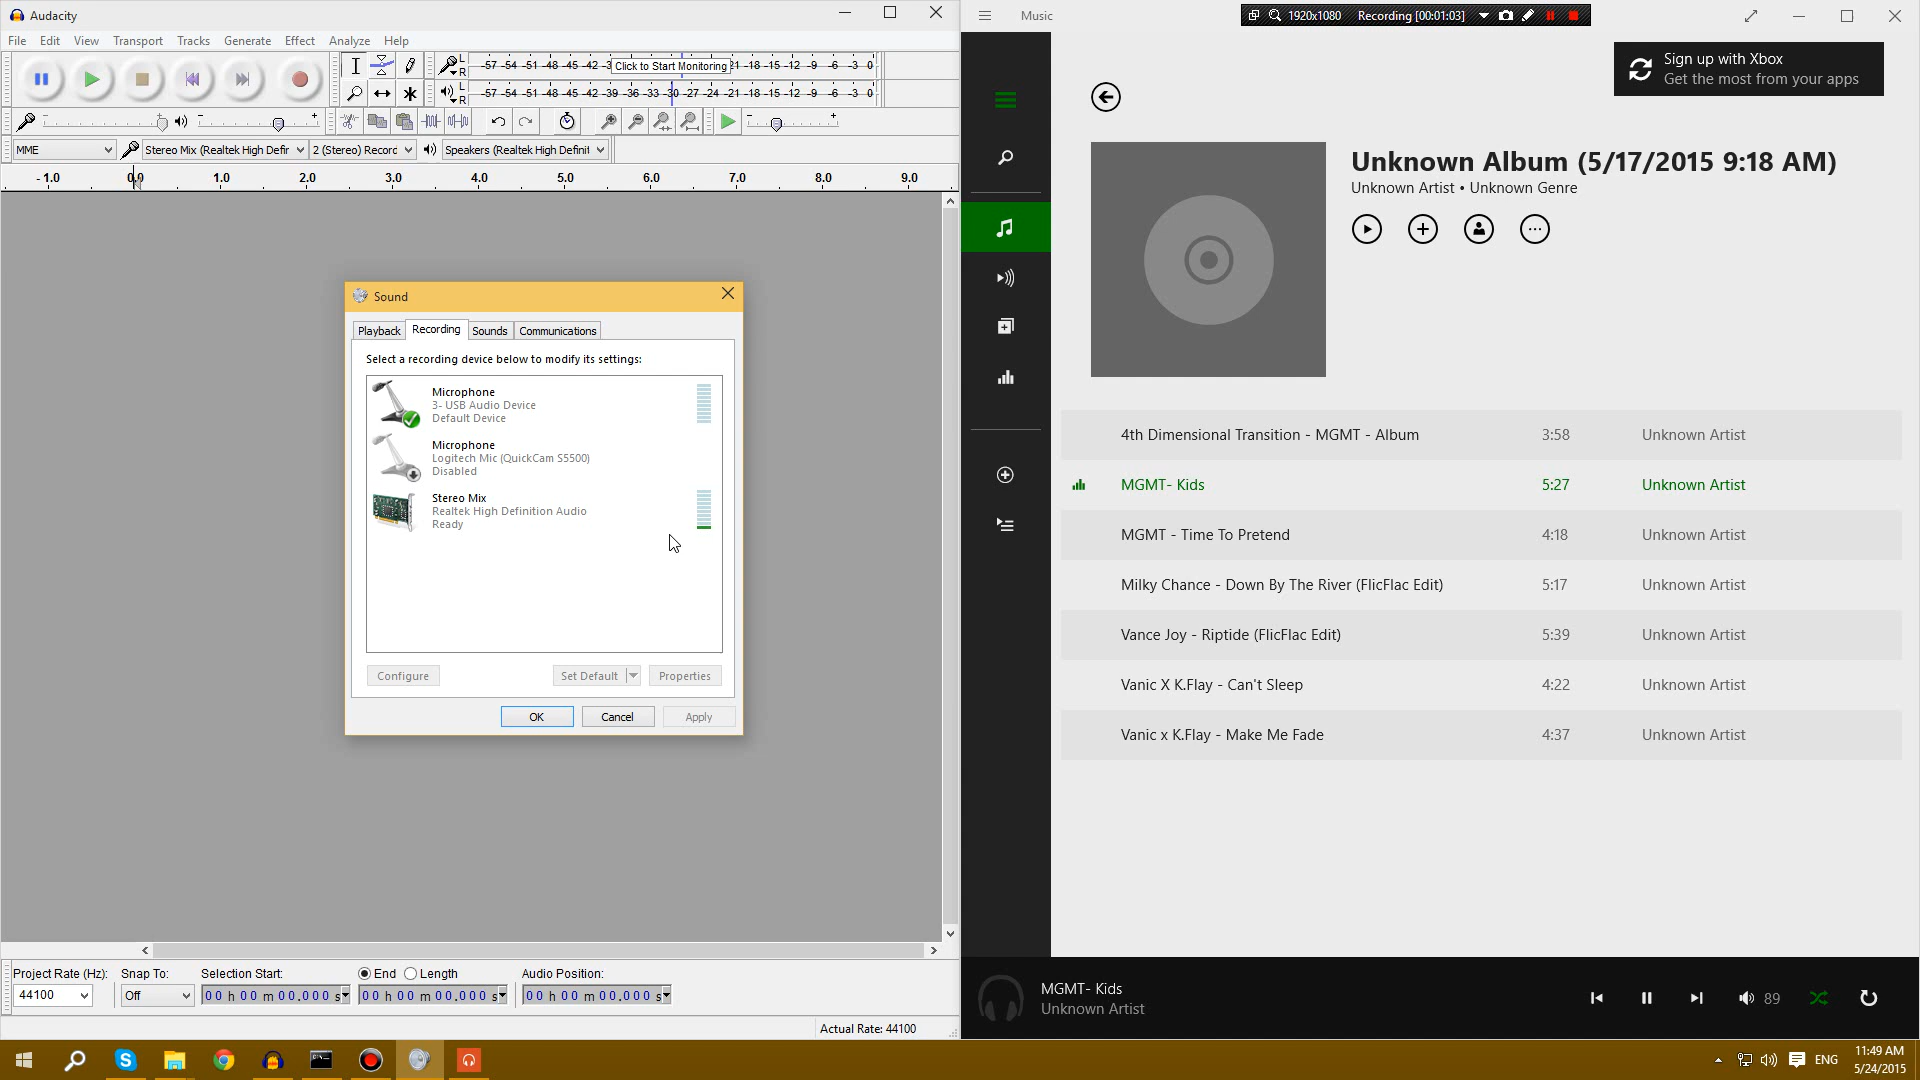 Audacity
File Edit View Transport Tracks Generate Effect Analyze Help
L
R
-57 -54 -51 -48 -45 -42 -3 Click to Start Monitoring 21 -18 -15 -12 -9 -6 -3 0
L
R
-57 -54 -51 -48 -45 -42 -39 -36 -33 -30 -27 -24 -21 -18 -15 -12 -9 -6 -3 0
- + - + - +
MME
Stereo Mix (Realtek High Defir
2 (Stereo) Record
Speakers (Realtek High Definit
-1.0 0.0 1.0 2.0 3.0 4.0 5.0 6.0 7.0 8.0 9.0
Sound
Playback Recording Sounds Communications
Select a recording device below to modify its settings:
Microphone
3- USB Audio Device
Default Device
Microphone
Logitech Mic (QuickCam S5500)
Disabled
Stereo Mix
Realtek High Definition Audio
Ready
Configure Set Default Properties
OK Cancel Apply
Project Rate (Hz): Snap To: Selection Start: End Length Audio Position:
44100 Off 00 h 00 m 00.000 s 00 h 00 m 00.000 s 00 h 00 m 00.000 s
Actual Rate: 44100
Music
1920x1080 Recording [00:01:03]
Sign up with Xbox
Get the most from your apps
Unknown Album (5/17/2015 9:18 AM)
Unknown Artist • Unknown Genre
4th Dimensional Transition - MGMT - Album 3:58 Unknown Artist
MGMT- Kids 5:27 Unknown Artist
MGMT - Time To Pretend 4:18 Unknown Artist
Milky Chance - Down By The River (FlicFlac Edit) 5:17 Unknown Artist
Vance Joy - Riptide (FlicFlac Edit) 5:39 Unknown Artist
Vanic X K.Flay - Can't Sleep 4:22 Unknown Artist
Vanic x K.Flay - Make Me Fade 4:37 Unknown Artist
MGMT- Kids
Unknown Artist
89
ENG
11:49 AM
5/24/2015